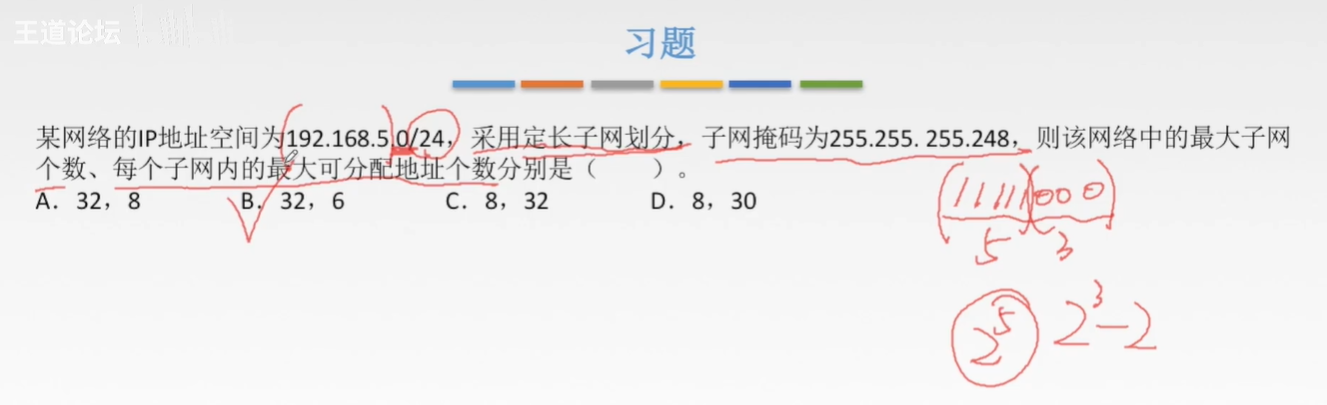 王道论坛
习题
某网络的IP地址空间为192.168.5.0/24，采用定长子网划分，子网掩码为255.255. 255.248，则该网络中的最大子网
个数、每个子网内的最大可分配地址个数分别是（ ）。
A. 32，8 B. 32，6 C. 8，32 D. 8，30
11111000
5 3
2^5 2^3-2